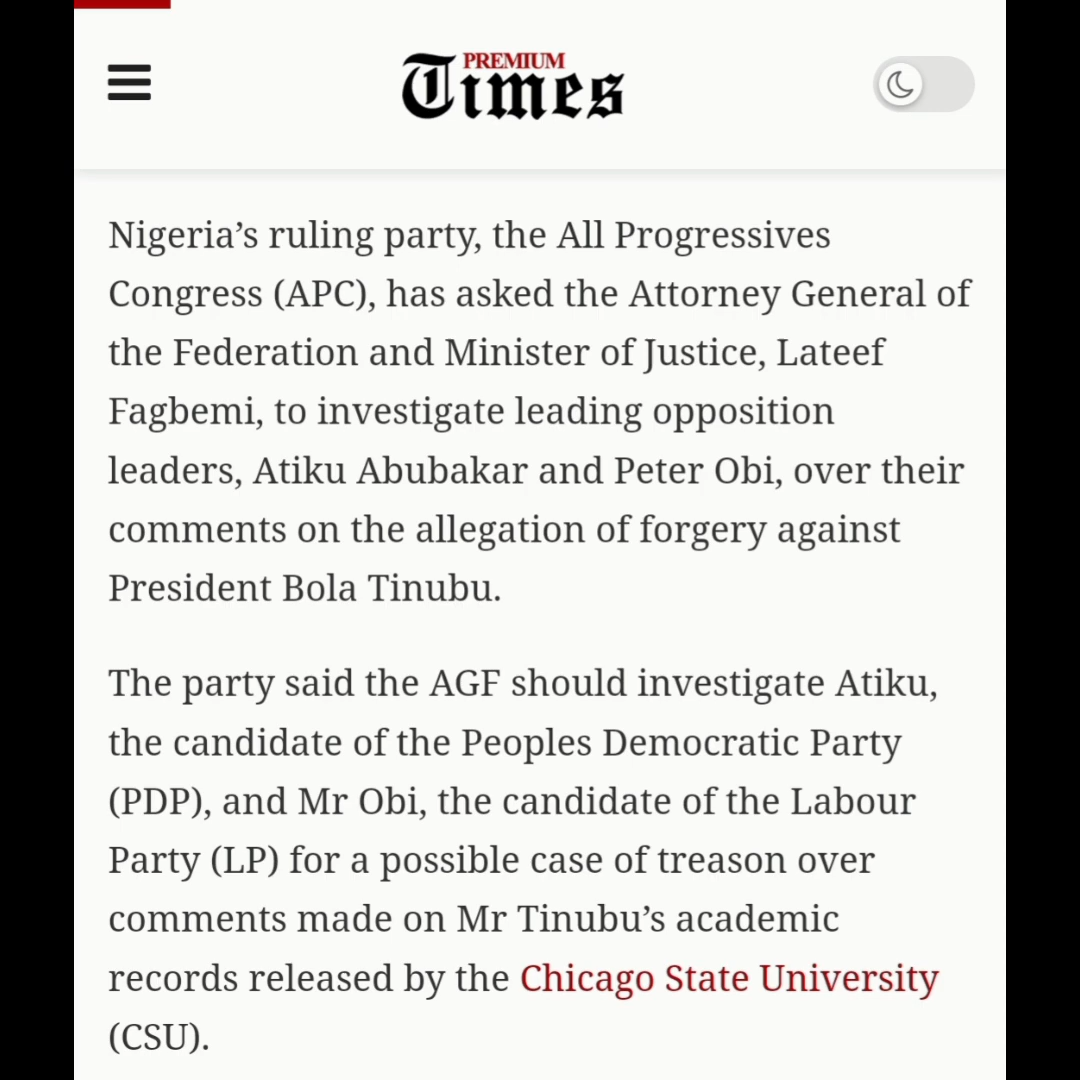 PREMIUM
Times
Nigeria’s ruling party, the All Progressives
Congress (APC), has asked the Attorney General of
the Federation and Minister of Justice, Lateef
Fagbemi, to investigate leading opposition
leaders, Atiku Abubakar and Peter Obi, over their
comments on the allegation of forgery against
President Bola Tinubu.
The party said the AGF should investigate Atiku,
the candidate of the Peoples Democratic Party
(PDP), and Mr Obi, the candidate of the Labour
Party (LP) for a possible case of treason over
comments made on Mr Tinubu’s academic
records released by the Chicago State University
(CSU).